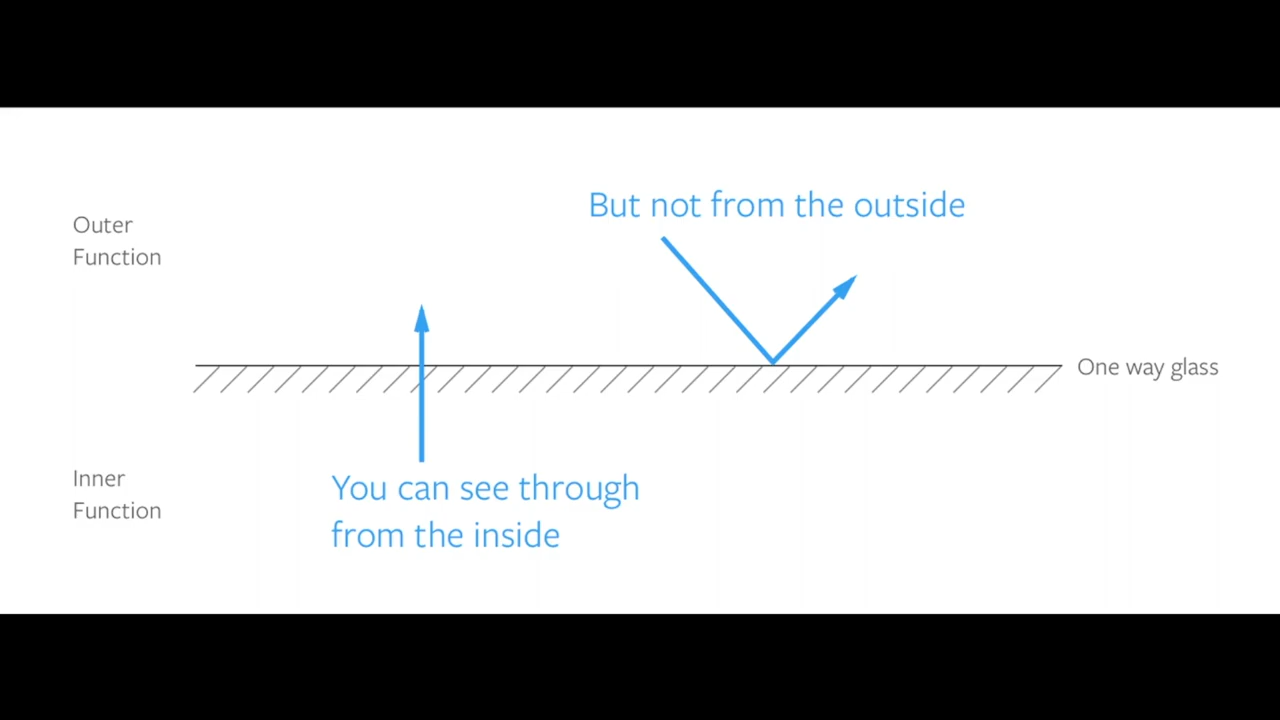 But not from the outside
Outer
Function
One way glass
Inner
Function
You can see through
from the inside